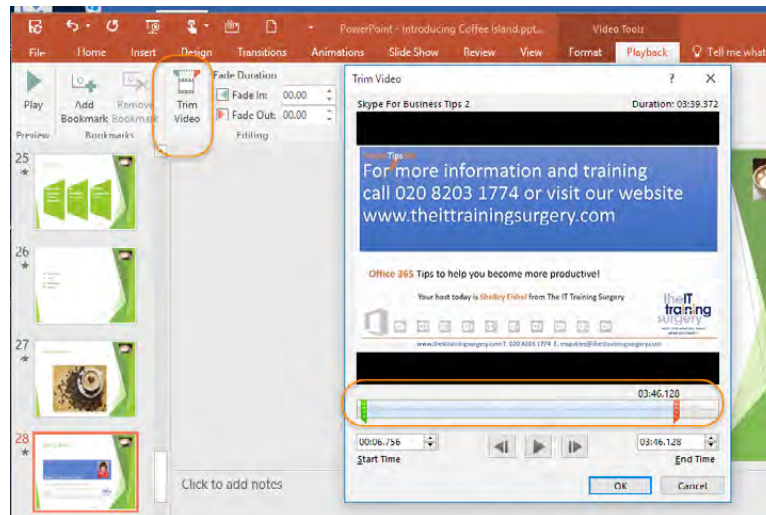 PowerPoint - Introducing Coffee Island.ppt...
Video Tools
File Home Insert Design Transitions Animations Slide Show Review View Format Playback Tell me what
Play
Add Bookmark
Remove Bookmark
Trim Video
Fade Duration
Fade In: 00.00
Fade Out: 00.00
Preview
Bookmarks
Editing
25
26
27
28
Click to add notes
Trim Video ? X
Skype For Business Tips 2
Duration: 03:39.372
Tips
For more information and training
call 020 8203 1774 or visit our website
www.theittrainingsurgery.com
Office 365 Tips to help you become more productive!
Your host today is Shelley Fishel from The IT Training Surgery
the IT
training
surgery
www.theittrainingsurgery.com T: 020 8203 1774 E:
03:46.128
00:06.756
03:46.128
Start Time
End Time
OK
Cancel